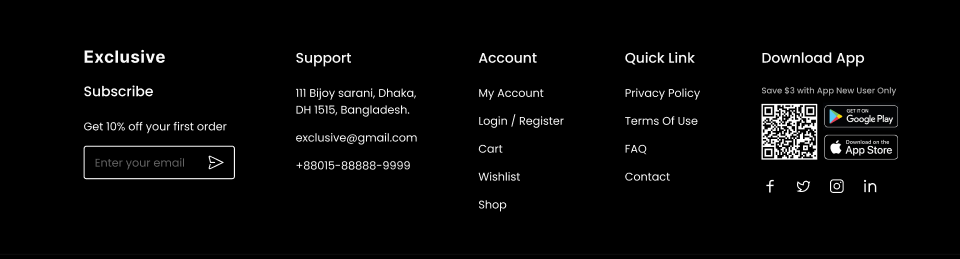 Exclusive
Subscribe
Get 10% off your first order
Enter your email
Support
111 Bijoy sarani, Dhaka,
DH 1515, Bangladesh.
exclusive@gmail.com
+88015-88888-9999
Account
My Account
Login / Register
Cart
Wishlist
Shop
Quick Link
Privacy Policy
Terms Of Use
FAQ
Contact
Download App
Save $3 with App New User Only
GET IT ON
Google Play
Download on the
App Store